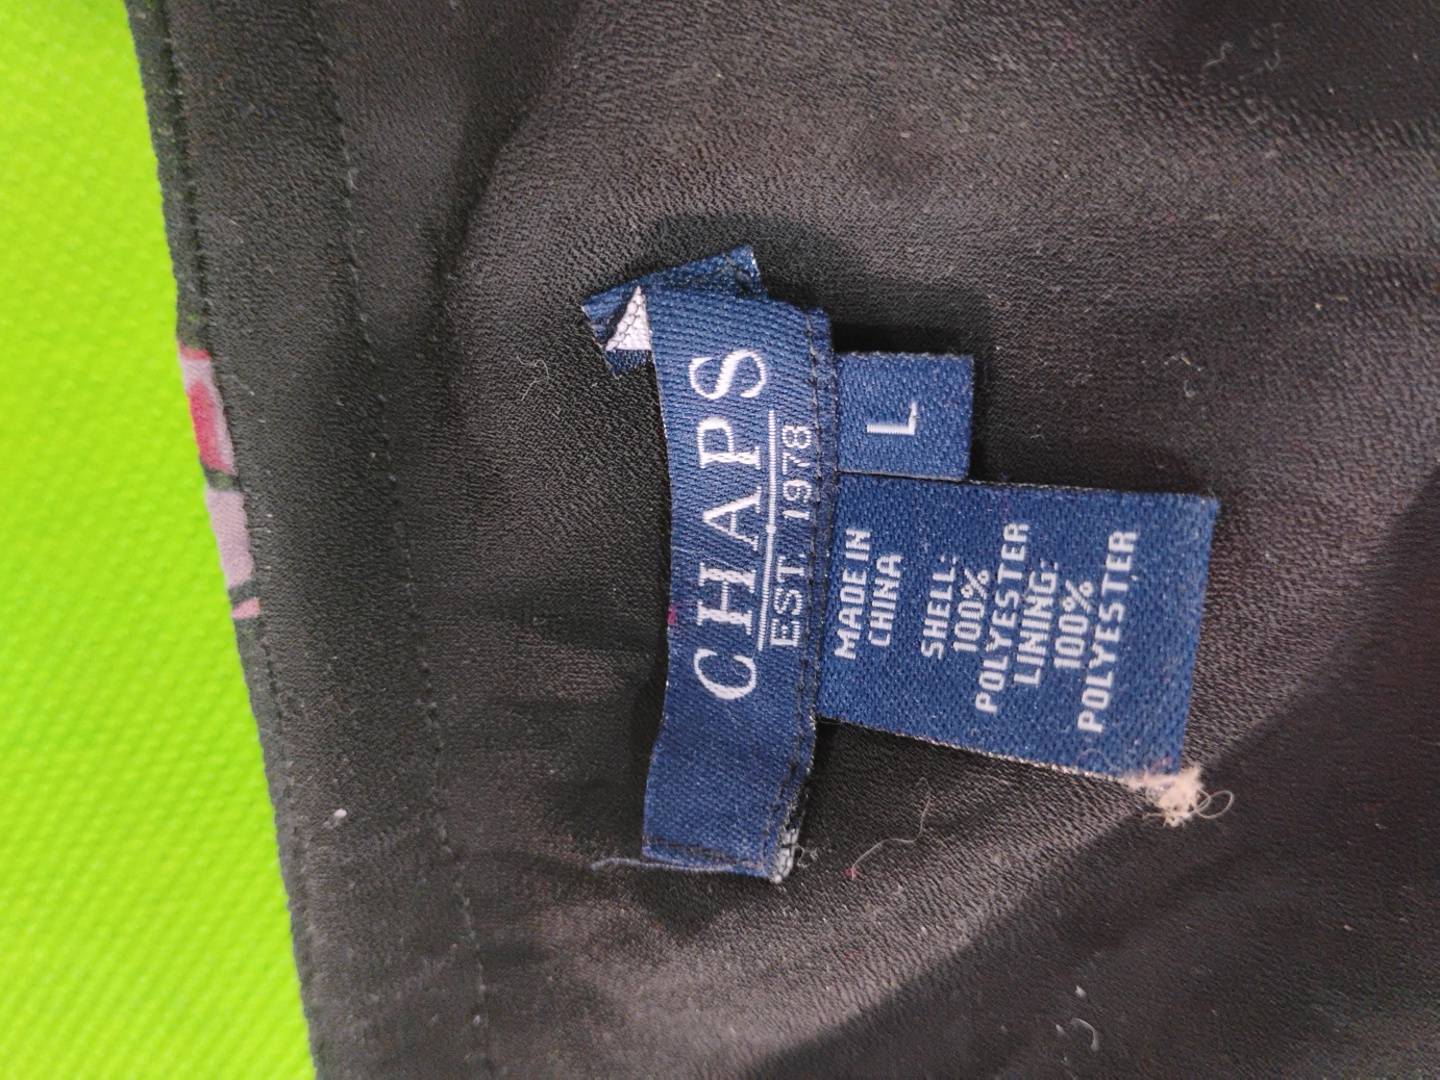 CHAPS
EST. 1978
L
MADE IN
CHINA
SHELL:
100%
POLYESTER
LINING:
100%
POLYESTER